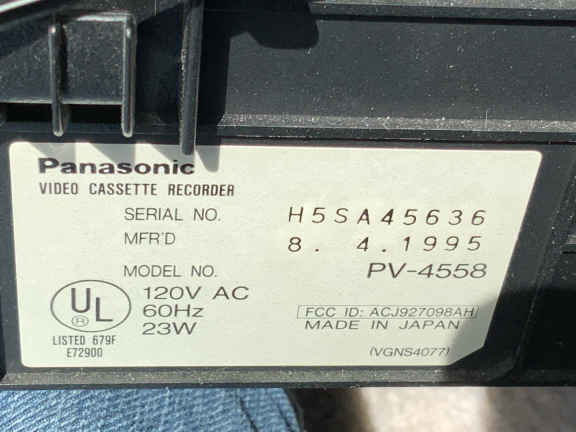 Panasonic
VIDEO CASSETTE RECORDER
SERIAL NO. H5SA45636
MFR'D 8. 4.1995
MODEL NO. PV-4558
UL
®
LISTED 679F
E72900
120V AC
60Hz
23W
FCC ID: ACJ927098AH
MADE IN JAPAN
(VGNS4077)